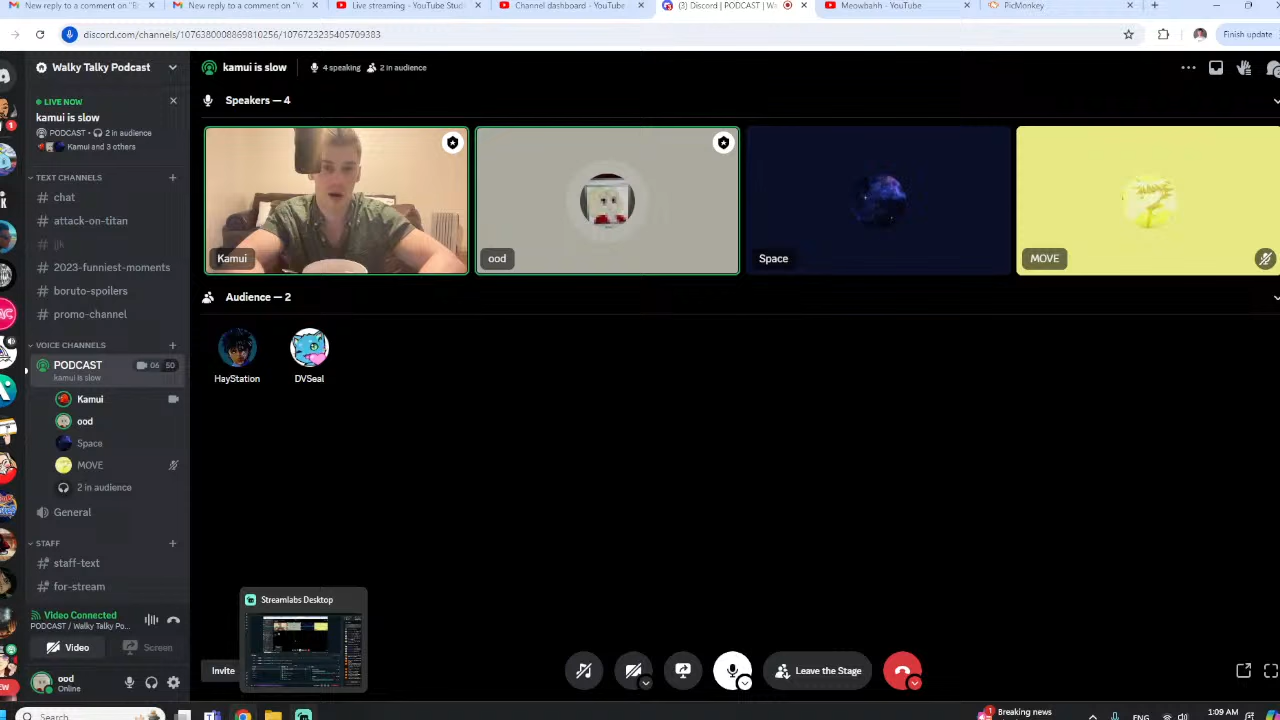 New reply to a comment on "E:
New reply to a comment on "Yo
Live streaming - YouTube Studi
Channel dashboard - YouTube
(3) Discord | PODCAST | Wa
Meowbahh - YouTube
PicMonkey
discord.com/channels/1076380008869810256/1076723235405709383
Finish update
Walky Talky Podcast
kamui is slow
4 speaking
2 in audience
LIVE NOW
kamui is slow
PODCAST • 2 in audience
Kamui and 3 others
Speakers — 4
Kamui
ood
Space
MOVE
TEXT CHANNELS
chat
attack-on-titan
jjk
2023-funniest-moments
boruto-spoilers
promo-channel
Audience — 2
HayStation
DVSeal
VOICE CHANNELS
PODCAST
06 50
kamui is slow
Kamui
ood
Space
MOVE
2 in audience
General
STAFF
staff-text
for-stream
Streamlabs Desktop
Video Connected
PODCAST / Walky Talky Po...
Video
Screen
Invite
Leave the Stage
ood
Online
Search
Breaking news
ENG
1:09 AM